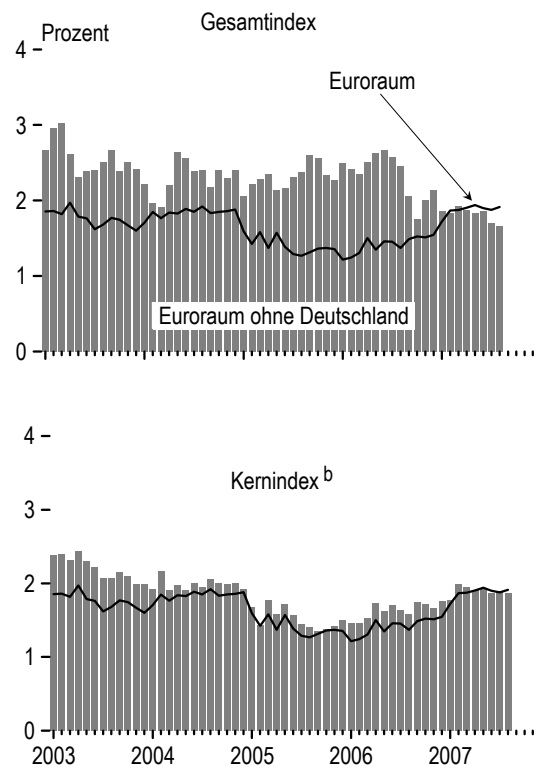 Gesamtindex
Prozent
4
Euroraum
3
2
1
Euroraum ohne Deutschland
0
4
Kernindex b
3
2
1
0
2003 2004 2005 2006 2007